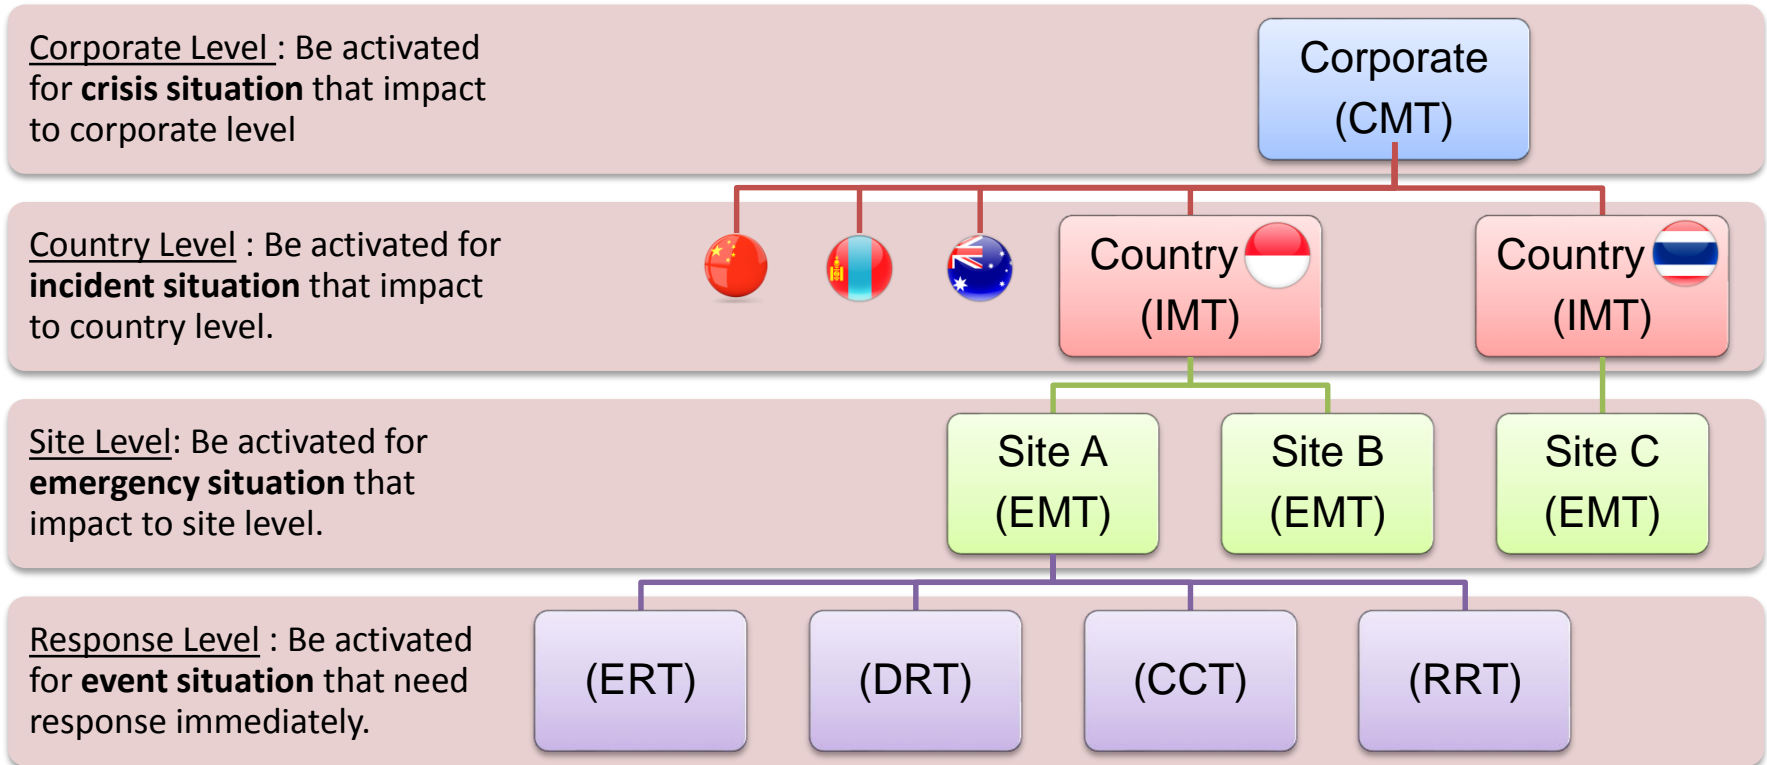 Corporate Level : Be activated
for crisis situation that impact
to corporate level
Corporate
(CMT)
Country Level : Be activated for
incident situation that impact
to country level.
Country
(IMT)
Country
(IMT)
Site Level: Be activated for
emergency situation that
impact to site level.
Site A
(EMT)
Site B
(EMT)
Site C
(EMT)
Response Level : Be activated
for event situation that need
response immediately.
(ERT)
(DRT)
(CCT)
(RRT)